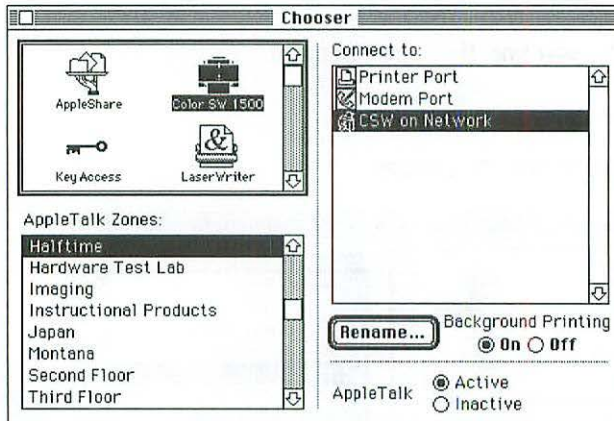 Chooser
AppleShare
Color SW 1500
KeyAccess
LaserWriter
AppleTalk Zones:
Halftime
Hardware Test Lab
Imaging
Instructional Products
Japan
Montana
Second Floor
Third Floor
Connect to:
Printer Port
Modem Port
CSW on Network
Rename...
Background Printing
On Off
AppleTalk
Active
Inactive